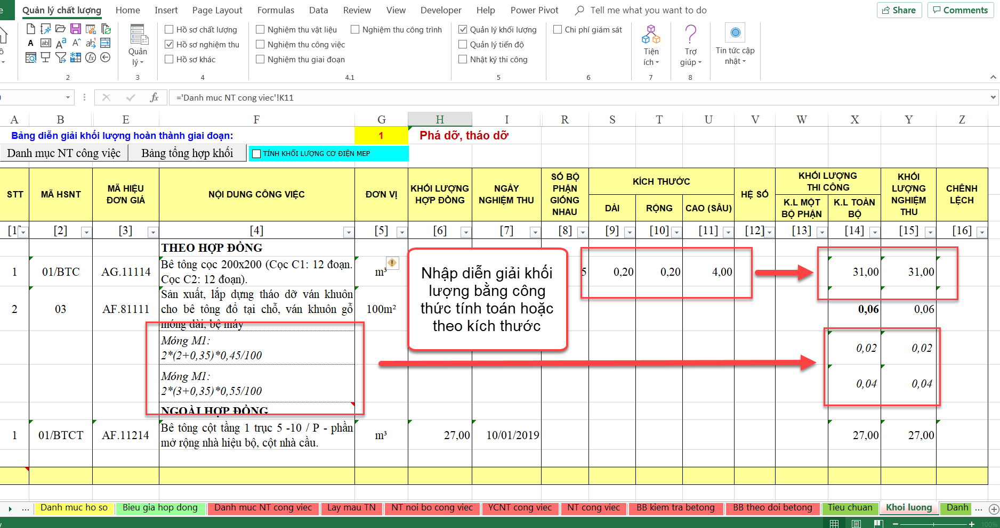 Quản lý chất lượng Home Insert Page Layout Formulas Data Review View Developer Help Power Pivot Tell me what you want to do Share Comments
Hồ sơ chất lượng
Hồ sơ nghiệm thu
Hồ sơ khác
Nghiệm thu vật liệu
Nghiệm thu công việc
Nghiệm thu giai đoạn
Nghiệm thu công trình
Quản lý khối lượng
Quản lý tiến độ
Nhật ký thi công
Chi phí giám sát
Quản
lý
Tiện
ích
Trợ
giúp
Tin tức cập
nhật
2 3 4 4.1 5 6 7 8
fx ='Danh muc NT cong viec'!K11
A B E F G H I R S T U V W X Y Z
Bảng diễn giải khối lượng hoàn thành giai đoạn: 1 Phá dỡ, tháo dỡ
Danh mục NT công việc Bảng tổng hợp khối TÍNH KHỐI LƯỢNG CƠ ĐIỆN MEP
STT
MÃ HSNT
MÃ HIỆU
ĐƠN GIÁ
NỘI DUNG CÔNG VIỆC
ĐƠN VỊ
KHỐI LƯỢNG
HỢP ĐỒNG
NGÀY
NGHIỆM THU
SỐ BỘ
PHẬN
GIỐNG
NHAU
KÍCH THƯỚC
DÀI RỘNG CAO (SÂU)
HỆ SỐ
KHỐI LƯỢNG
THI CÔNG
K.L MỘT
BỘ PHẬN
K.L TOÀN
BỘ
KHỐI
LƯỢNG
NGHIỆM
THU
CHÊNH
LỆCH
[1] [2] [3] [4] [5] [6] [7] [8] [9] [10] [11] [12] [13] [14] [15] [16]
THEO HỢP ĐỒNG
1 01/BTC AG.11114 Bê tông cọc 200x200 (Cọc C1: 12 đoạn.
Cọc C2: 12 đoạn). m³ 5 0,20 0,20 4,00 31,00 31,00
2 03 AF.81111 Sản xuất, lắp dựng tháo dỡ ván khuôn
cho bê tông đổ tại chỗ, ván khuôn gỗ
móng dài, bệ máy 100m² 0,06 0,06
Móng M1:
2*(2+0,35)*0,45/100 0,02 0,02
Móng M1:
2*(3+0,35)*0,55/100 0,04 0,04
Nhập diễn giải khối
lượng bằng công
thức tính toán hoặc
theo kích thước
NGOÀI HỢP ĐỒNG
1 01/BTCT AF.11214 Bê tông cột tầng 1 trục 5 -10 / P - phần
mở rộng nhà hiệu bộ, cột nhà cầu. m³ 27,00 10/01/2019 27,00 27,00
... Danh muc ho so Bieu gia hop dong Danh muc NT cong viec Lay mau TN NT noi bo cong viec YCNT cong viec NT cong viec BB kiem tra betong BB theo doi betong Tieu chuan Khoi luong Danh ...
100%